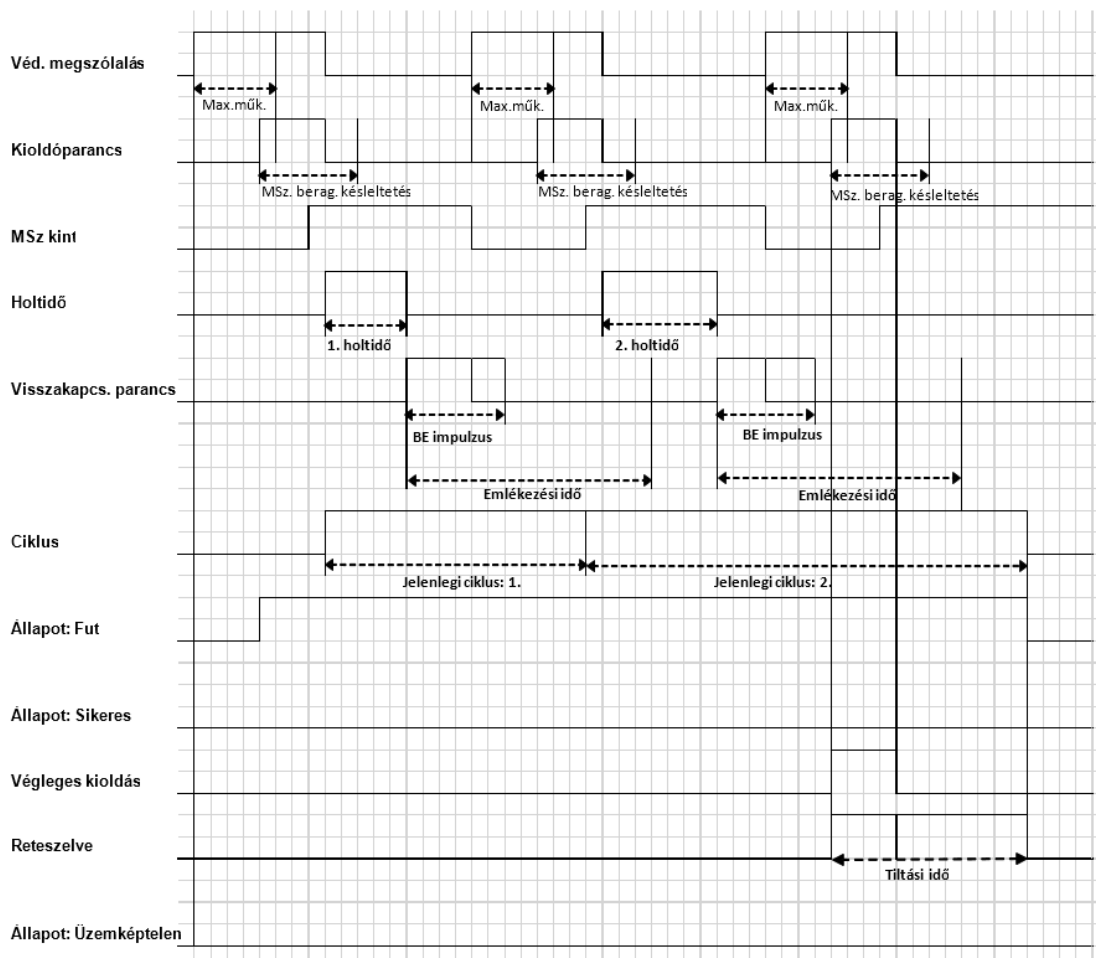 Véd. megszólalás
Max.műk.
Max.műk.
Max.műk.
Kioldóparancs
MSz. berag. késleltetés
MSz. berag. késleltetés
MSz. berag. késleltetés
MSz kint
Holtidő
1. holtidő
2. holtidő
Visszakapcs. parancs
BE impulzus
BE impulzus
Emlékezési idő
Emlékezési idő
Ciklus
Jelenlegi ciklus: 1.
Jelenlegi ciklus: 2.
Állapot: Fut
Állapot: Sikeres
Végleges kioldás
Reteszelve
Tiltási idő
Állapot: Üzemképtelen